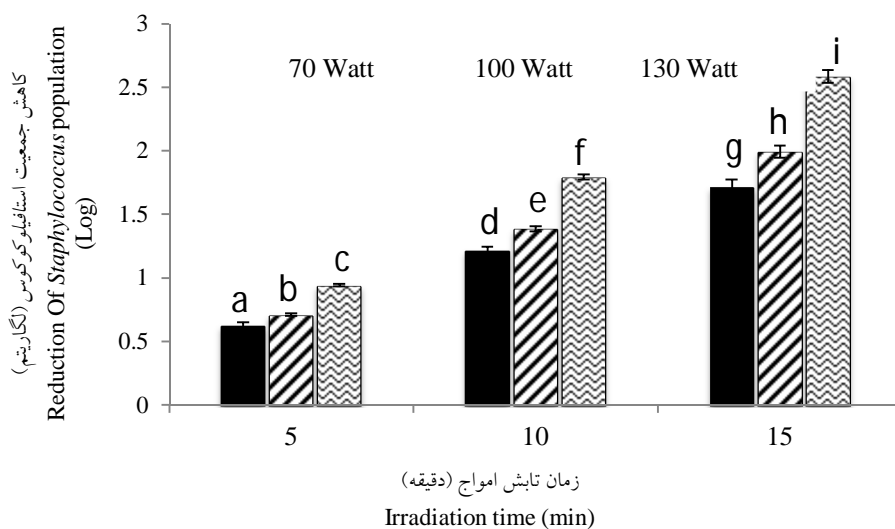 کاهش جمعیت استافیلوکوکوس (لگاریتم)
Reduction Of Staphylococcus population
(Log)
3
2.5
2
1.5
1
0.5
0
70 Watt 100 Watt 130 Watt
a b c d e f g h i
5 10 15
زمان تابش امواج (دقیقه)
Irradiation time (min)